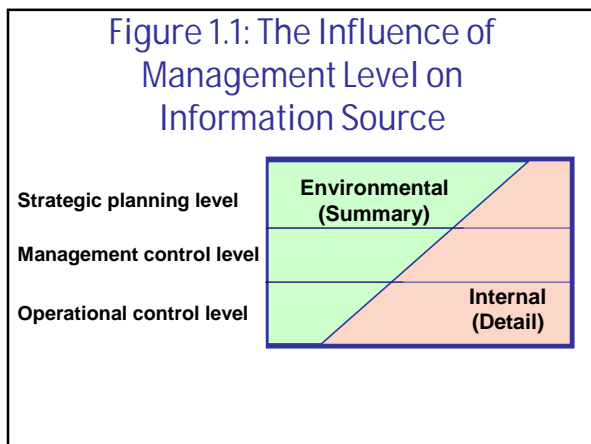 Figure 1.1: The Influence of
Management Level on
Information Source
Strategic planning level
Environmental
(Summary)
Management control level
Operational control level
Internal
(Detail)